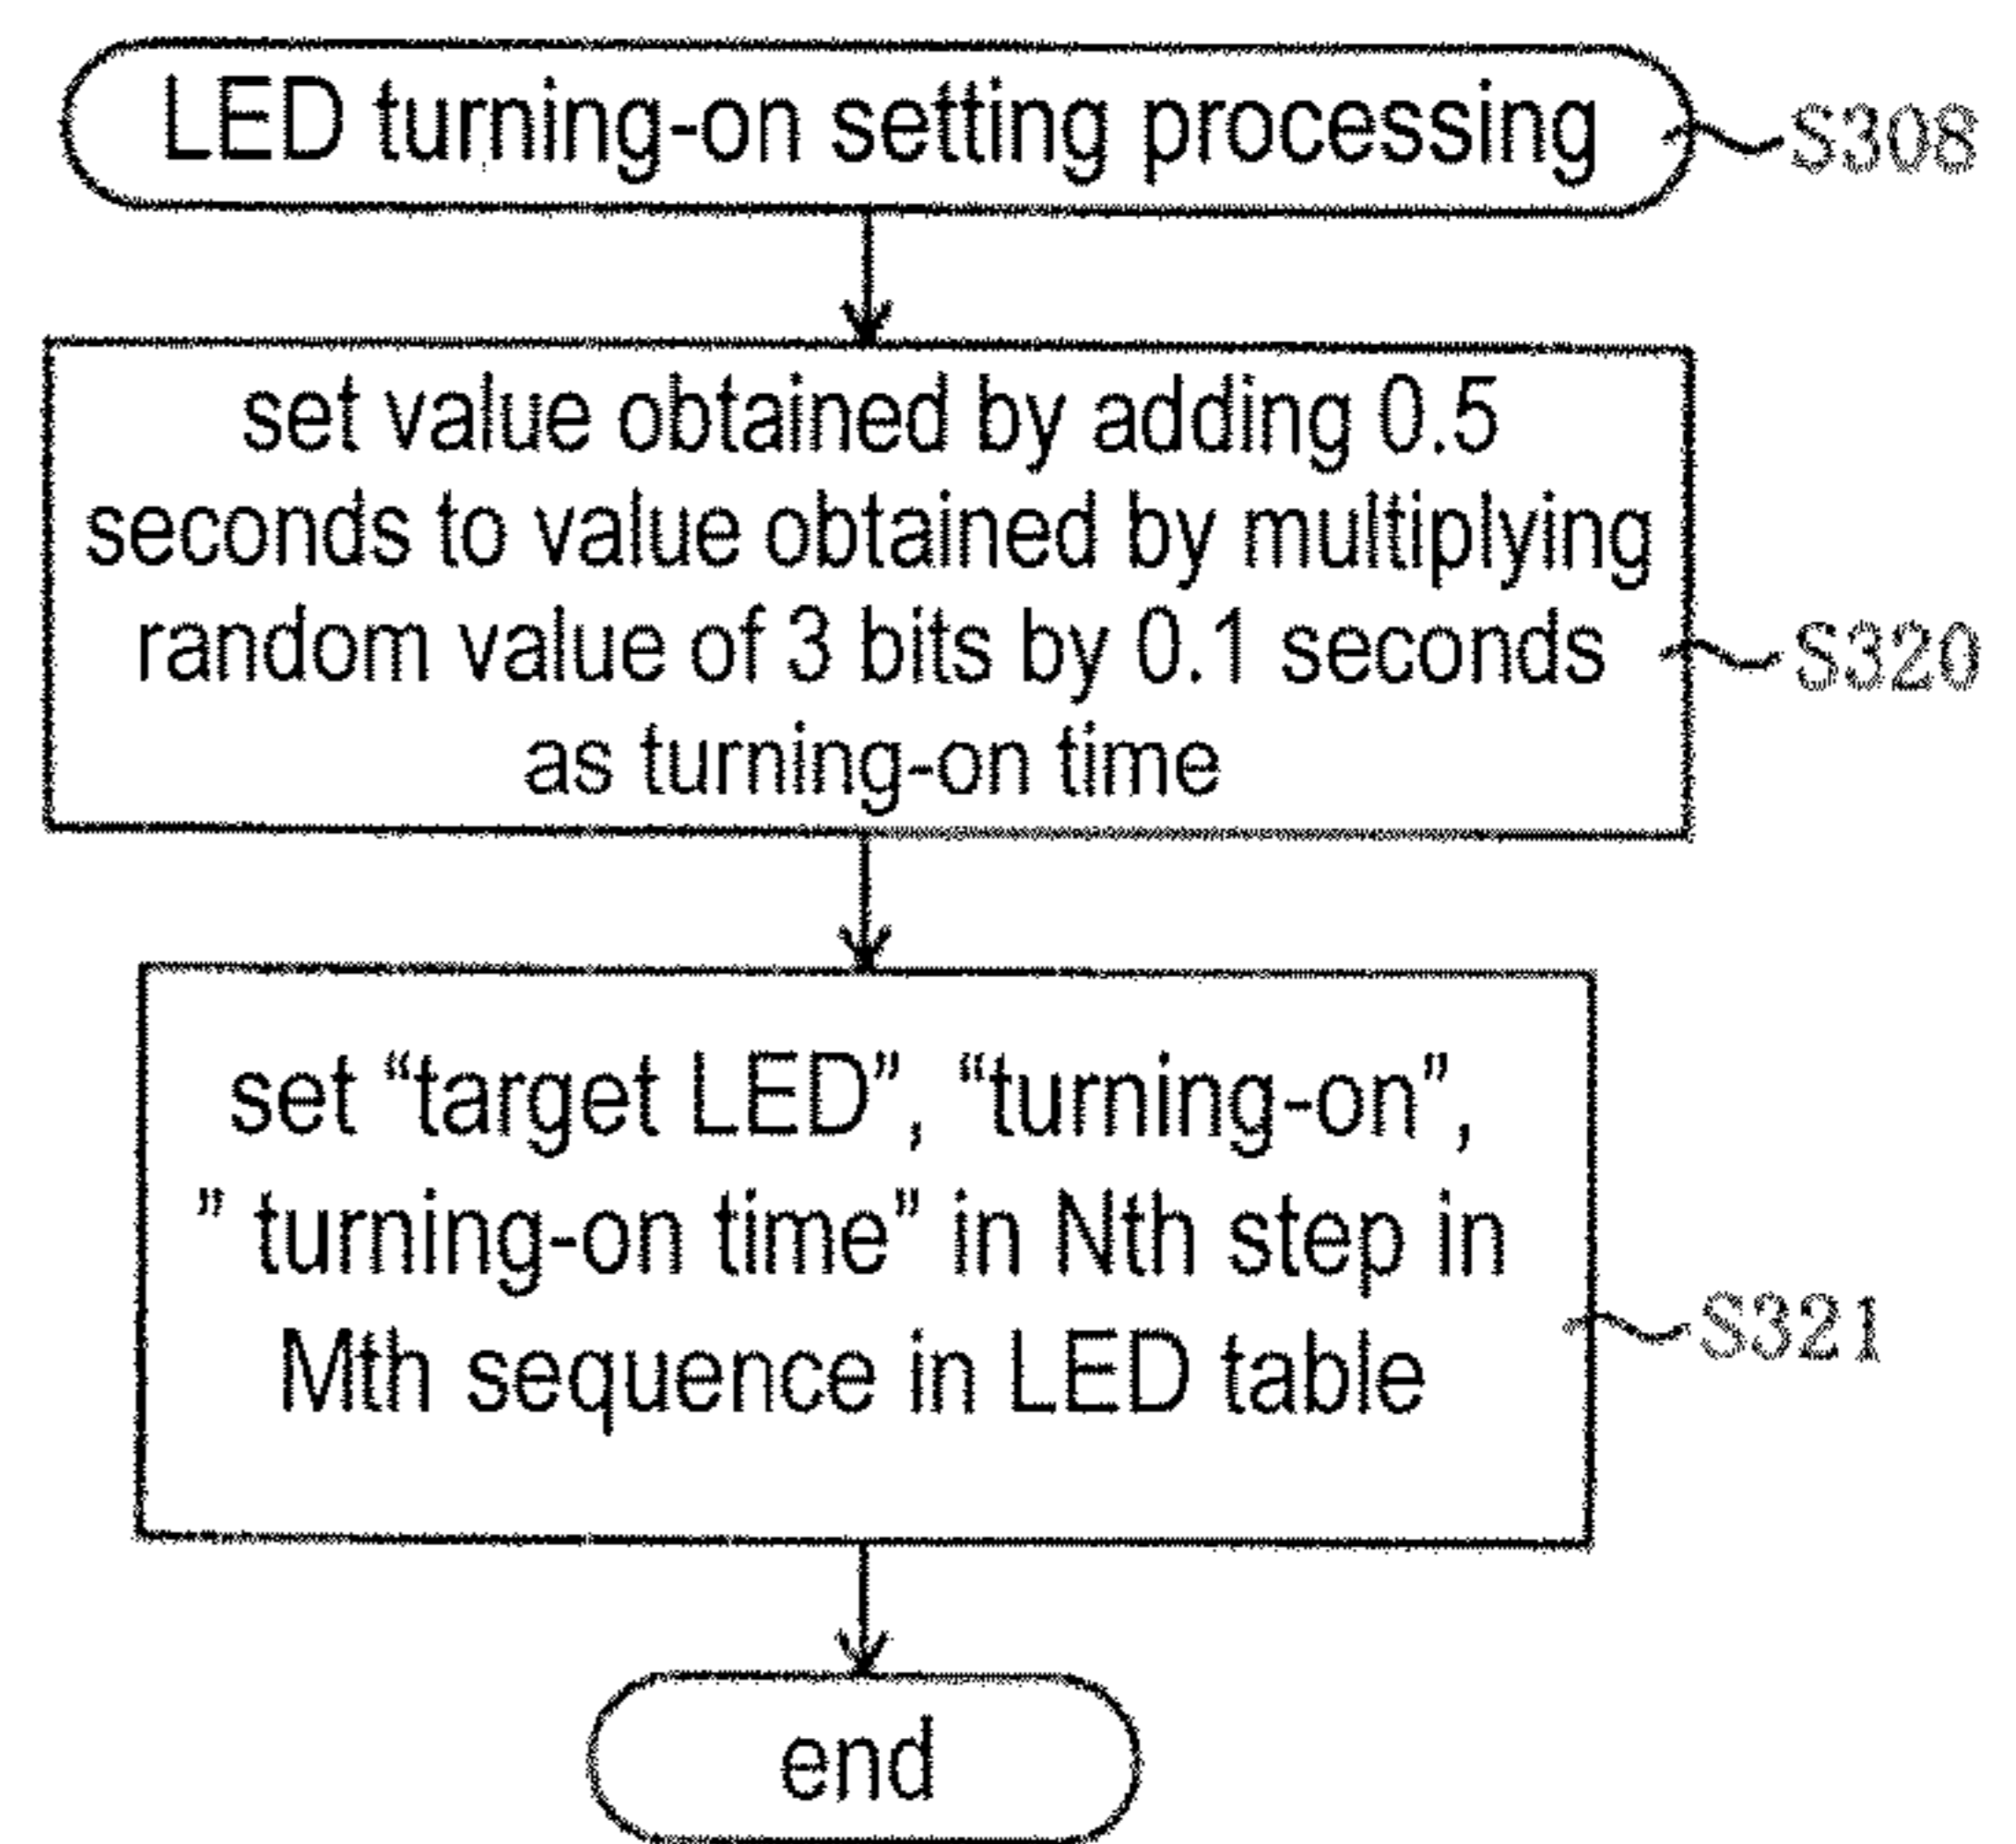 LED turning-on setting processing
S308
set value obtained by adding 0.5
seconds to value obtained by multiplying
random value of 3 bits by 0.1 seconds
as turning-on time
S320
set “target LED”, “turning-on”,
” turning-on time” in Nth step in
Mth sequence in LED table
S321
end